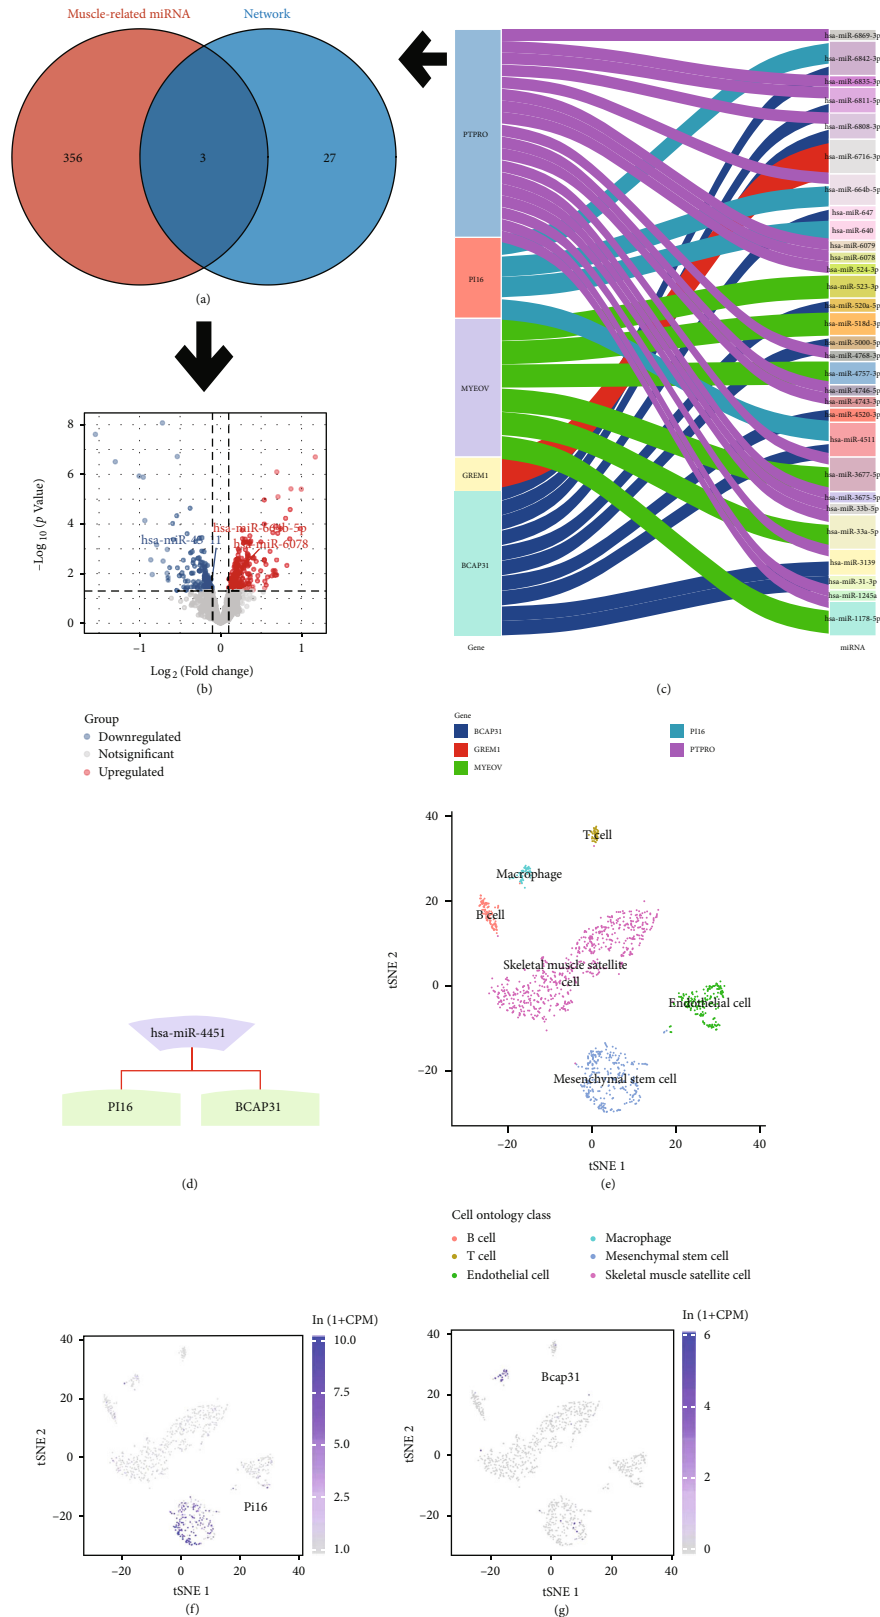 Muscle-related miRNA
Network
356
3
27
(a)
PTPRO
PI16
MYEOV
GREM1
BCAP31
Gene
hsa-miR-6869-3p
hsa-miR-6842-3p
hsa-miR-6835-3p
hsa-miR-6811-5p
hsa-miR-6808-3p
hsa-miR-6716-3p
hsa-miR-664b-5p
hsa-miR-647
hsa-miR-640
hsa-miR-6079
hsa-miR-6078
hsa-miR-524-3p
hsa-miR-523-3p
hsa-miR-520a-5p
hsa-miR-518d-3p
hsa-miR-5000-5p
hsa-miR-4768-3p
hsa-miR-4757-3p
hsa-miR-4746-5p
hsa-miR-4743-3p
hsa-miR-4520-3p
hsa-miR-4511
hsa-miR-3677-5p
hsa-miR-3675-5p
hsa-miR-33b-5p
hsa-miR-33a-5p
hsa-miR-3139
hsa-miR-31-3p
hsa-miR-1245a
hsa-miR-1178-5p
miRNA
(c)
8
6
4
2
0
–Log10 (p Value)
hsa-miR-664b-5p
hsa-miR-6078
–1
0
1
Log2 (Fold change)
(b)
Group
Downregulated
Notsignificant
Upregulated
Gene
BCAP31
GREM1
MYEOV
PI16
PTPRO
hsa-miR-4451
PI16
BCAP31
(d)
40
20
0
–20
tSNE 2
T cell
Macrophage
B cell
Skeletal muscle satellite
cell
Endothelial cell
Mesenchymal stem cell
–20
0
20
40
tSNE 1
(e)
Cell ontology class
B cell
T cell
Endothelial cell
Macrophage
Mesenchymal stem cell
Skeletal muscle satellite cell
40
20
0
–20
tSNE 2
Pi16
–20
0
20
40
tSNE 1
(f)
In (1+CPM)
10.0
7.5
5.0
2.5
1.0
40
20
0
–20
tSNE 2
Bcap31
–20
0
20
40
tSNE 1
(g)
In (1+CPM)
6
4
2
0